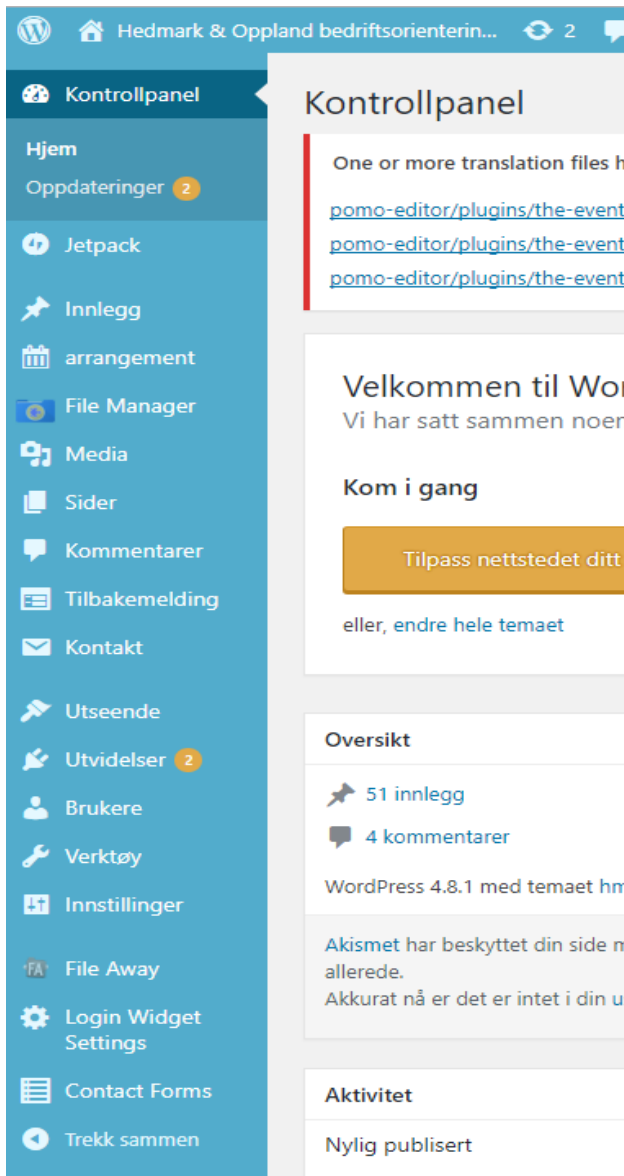 Hedmark & Oppland bedriftsorienterin... 2
Kontrollpanel
Hjem
Oppdateringer 2
Jetpack
Innlegg
arrangement
File Manager
Media
Sider
Kommentarer
Tilbakemelding
Kontakt
Utseende
Utvidelser 2
Brukere
Verktøy
Innstillinger
FA File Away
Login Widget
Settings
Contact Forms
Trekk sammen
Kontrollpanel
One or more translation files h
pomo-editor/plugins/the-event
pomo-editor/plugins/the-event
pomo-editor/plugins/the-event
Velkommen til Wor
Vi har satt sammen noen
Kom i gang
Tilpass nettstedet ditt
eller, endre hele temaet
Oversikt
51 innlegg
4 kommentarer
WordPress 4.8.1 med temaet hm
Akismet har beskyttet din side m
allerede.
Akkurat nå er det er intet i din u
Aktivitet
Nylig publisert